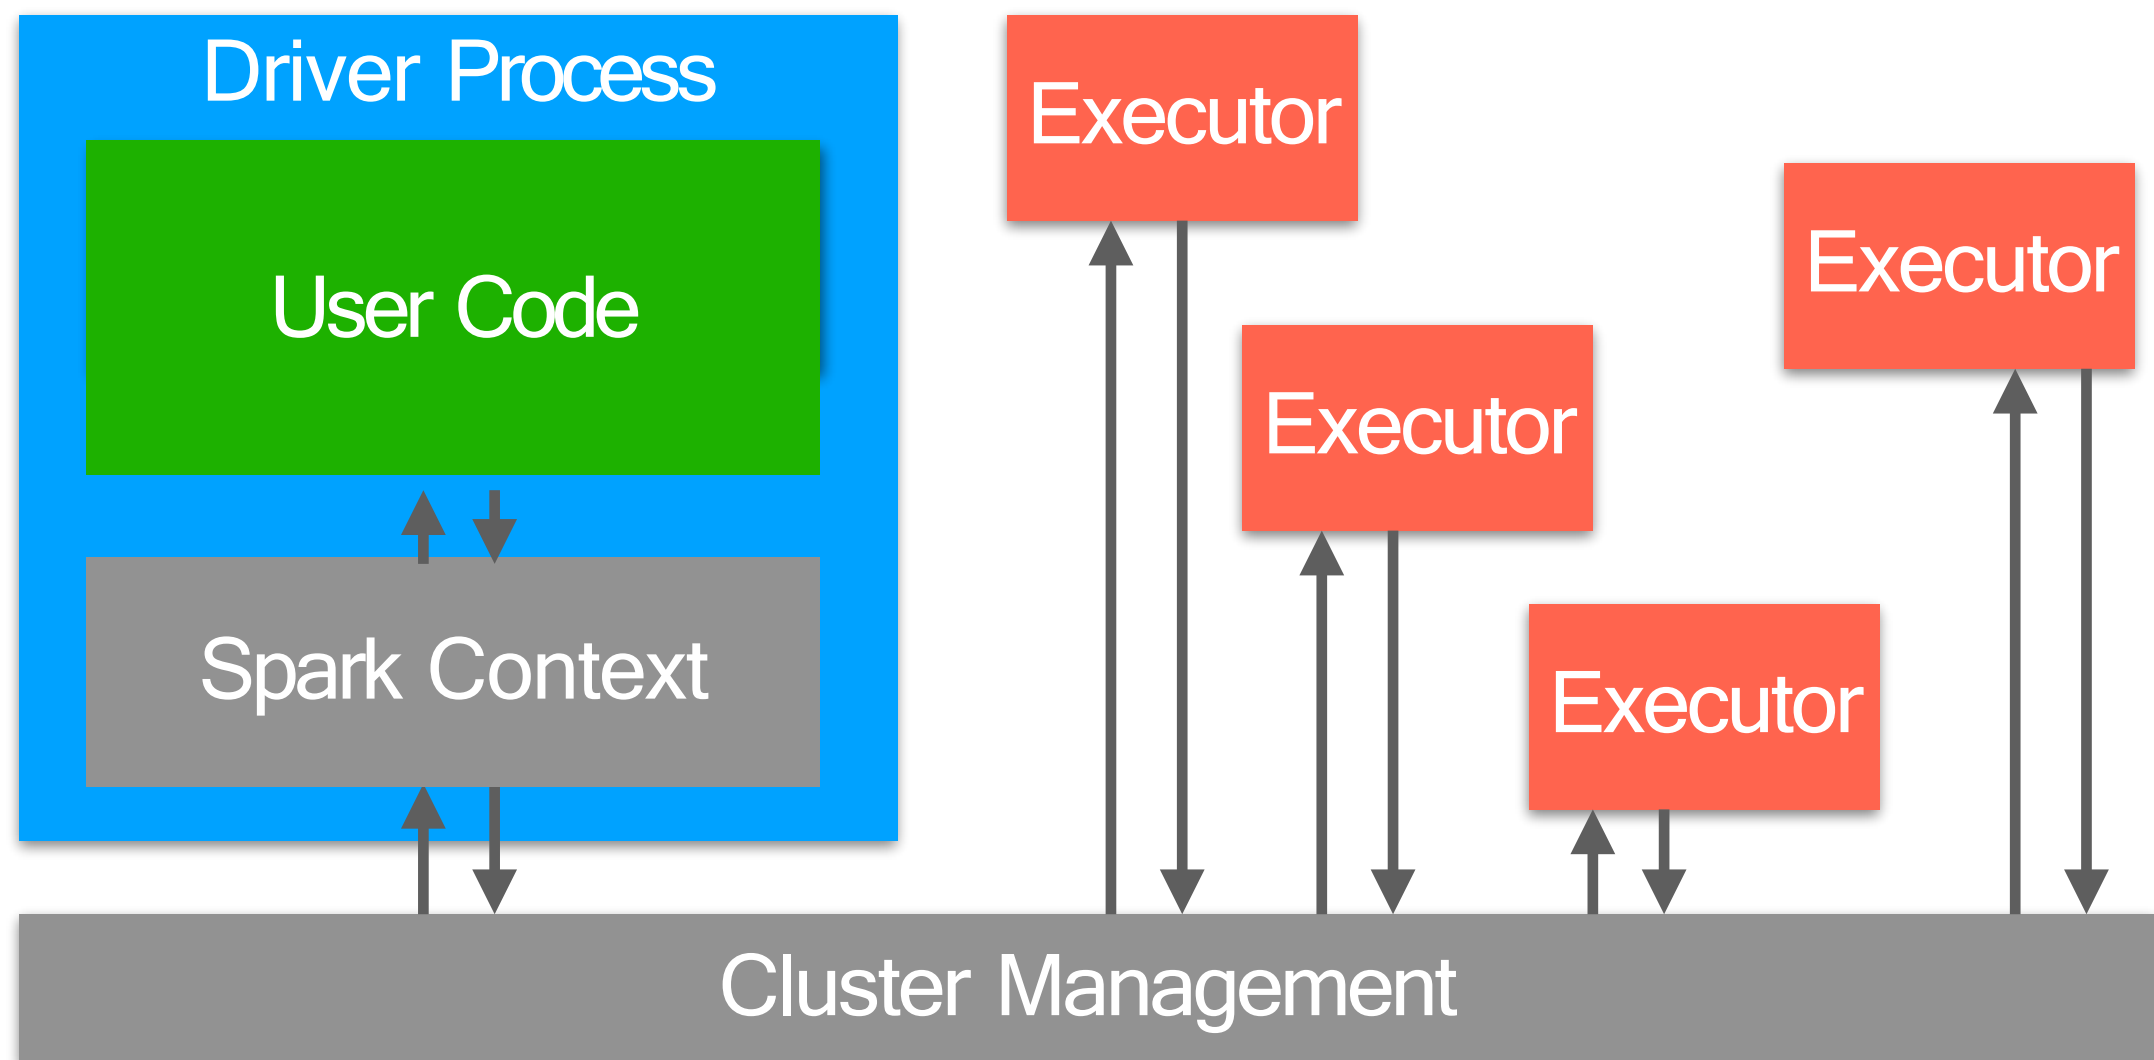 Driver Process
User Code
Spark Context
Executor
Executor
Executor
Executor
Cluster Management